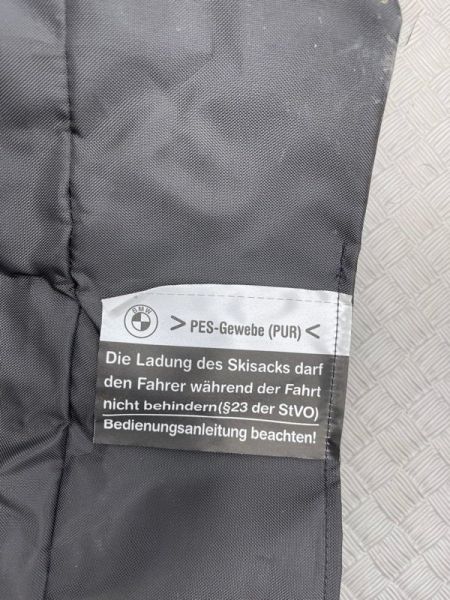 BMW
> PES-Gewebe (PUR) <
Die Ladung des Skisacks darf
den Fahrer während der Fahrt
nicht behindern(§23 der StVO)
Bedienungsanleitung beachten!